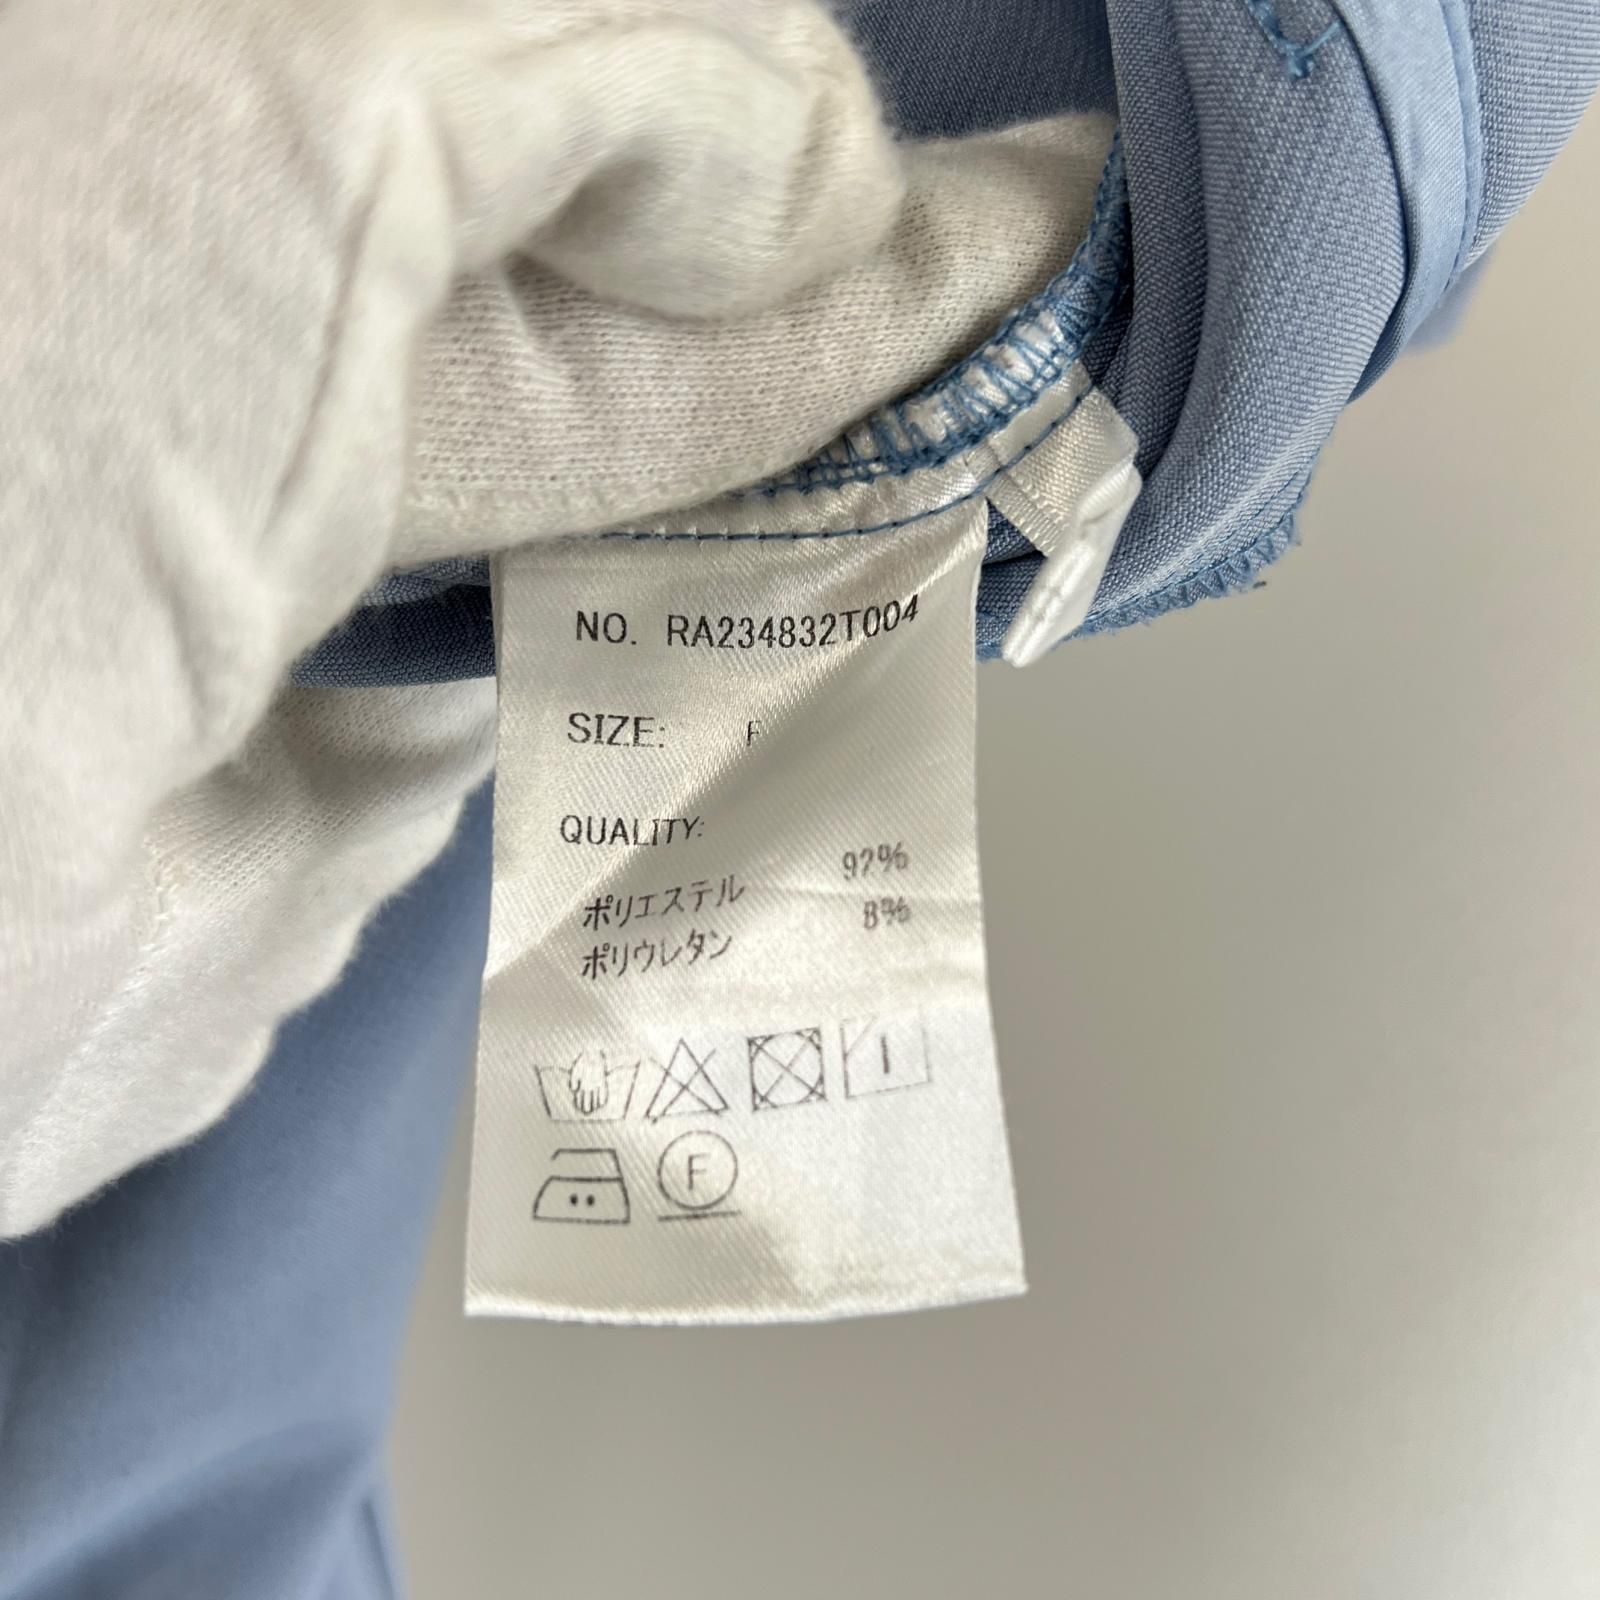 NO. RA234832T004
SIZE: F
QUALITY:
ポリエステル 92%
ポリウレタン 8%
F